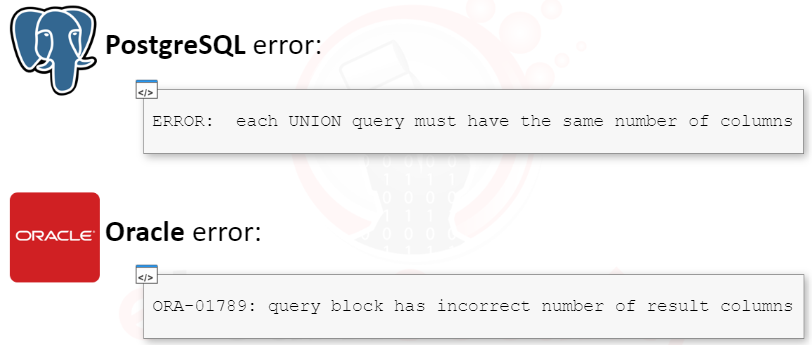 PostgreSQL error:
</>
ERROR:  each UNION query must have the same number of columns
ORACLE
Oracle error:
</>
ORA-01789: query block has incorrect number of result columns